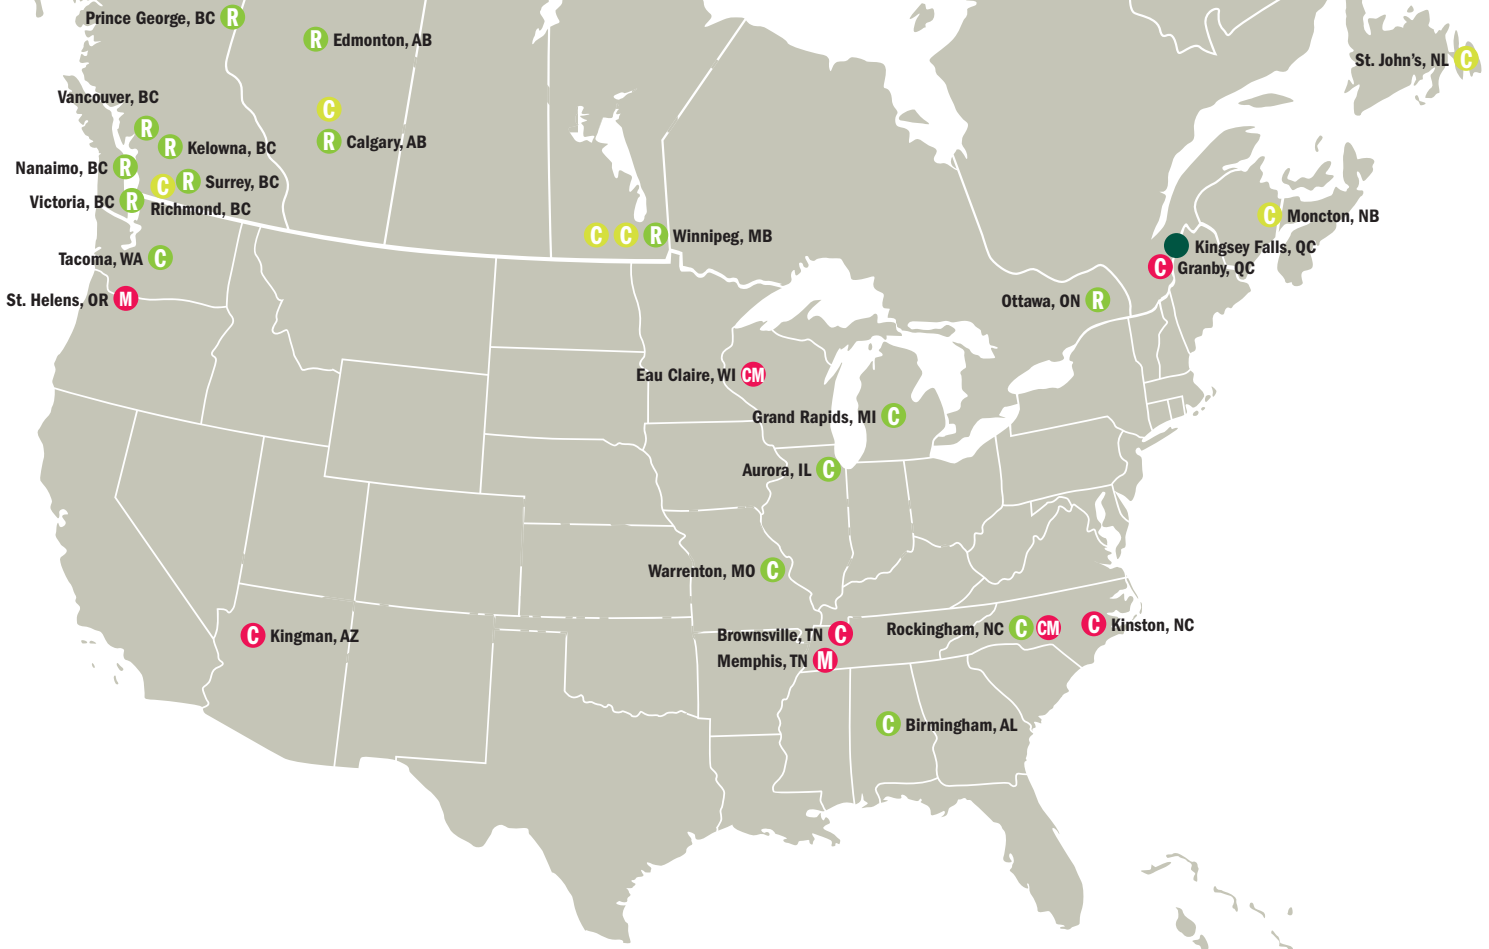 Prince George, BC R
R Edmonton, AB
St. John's, NL C
Vancouver, BC
C
R
R Calgary, AB
R Kelowna, BC
Nanaimo, BC R
C R Surrey, BC
Victoria, BC R
Richmond, BC
C C R Winnipeg, MB
C Moncton, NB
Kingsey Falls, QC
C Granby, QC
Tacoma, WA C
St. Helens, OR M
Ottawa, ON R
Eau Claire, WI CM
Grand Rapids, MI C
Aurora, IL C
Warrenton, MO C
C Kingman, AZ
Brownsville, TN C
Rockingham, NC C CM
C Kinston, NC
Memphis, TN M
C Birmingham, AL